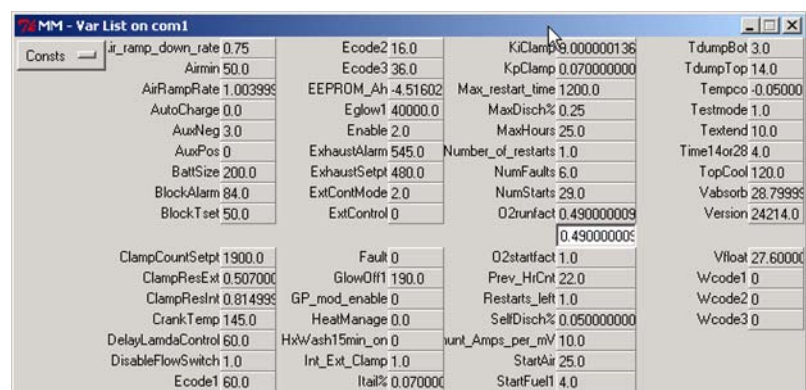 MM - Var List on com1
Consts
ir_ramp_down_rate 0.75 Ecode2 16.0 KiClamp 9.000000136 TdumpBot 3.0
Airmin 50.0 Ecode3 36.0 KpClamp 0.070000000 TdumpTop 14.0
AirRampRate 1.003999 EEPROM_Ah -4.51602 Max_restart_time 1200.0 Tempco -0.05000
AutoCharge 0.0 Eglow1 40000.0 MaxDisch% 0.25 Testmode 1.0
AuxNeg 3.0 Enable 2.0 MaxHours 25.0 Textend 10.0
AuxPos 0 ExhaustAlarm 545.0 Number_of_restarts 1.0 Time14or28 4.0
BattSize 200.0 ExhaustSetpt 480.0 NumFaults 6.0 TopCool 120.0
BlockAlarm 84.0 ExtContMode 2.0 NumStarts 29.0 Vabsorb 28.79999
BlockTset 50.0 ExtControl 0 O2runfact 0.490000009 Version 24214.0
0.490000009
ClampCountSetpt 1900.0 Fault 0 O2startfact 1.0 Vfloat 27.60000
ClampResExt 0.507000 GlowOff1 190.0 Prev_HrCnt 22.0 Wcode1 0
ClampResInt 0.814999 GP_mod_enable 0 Restarts_left 1.0 Wcode2 0
CrankTemp 145.0 HeatManage 0.0 SelfDisch% 0.050000000 Wcode3 0
DelayLamdaControl 60.0 HxWash15min_on 0 unt_Amps_per_mV 10.0
DisableFlowSwitch 1.0 Int_Ext_Clamp 1.0 StartAir 25.0
Ecode1 60.0 Itail% 0.070000 StartFuel1 4.0